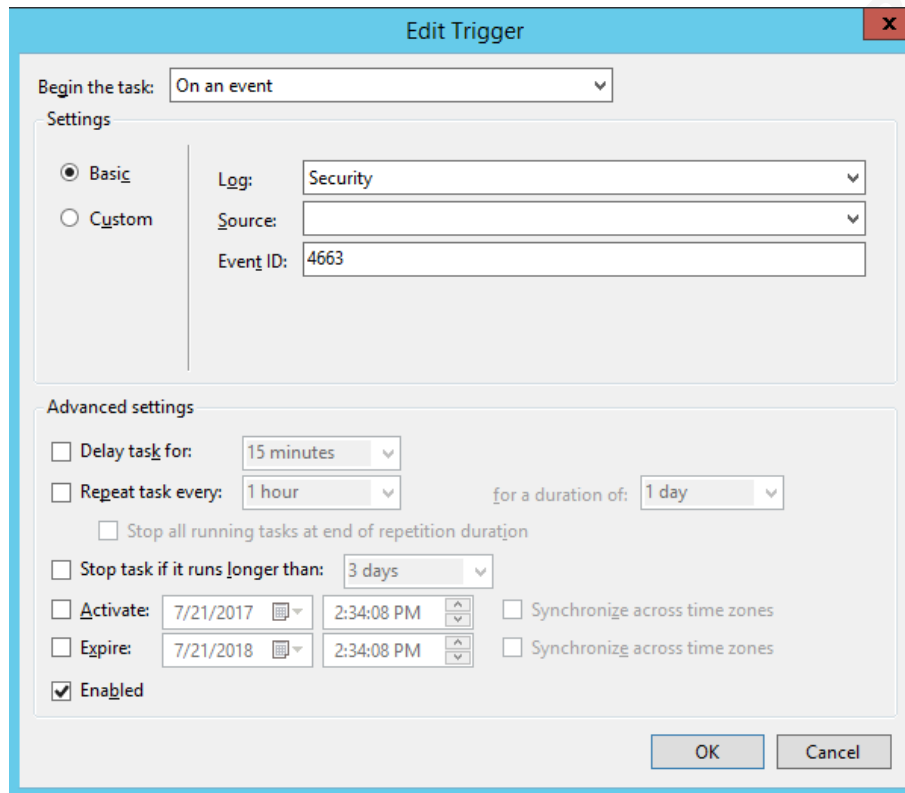 Edit Trigger
x
Begin the task: On an event
Settings
Basic
Log: Security
Custom
Source:
Event ID: 4663
Advanced settings
Delay task for: 15 minutes
Repeat task every: 1 hour for a duration of: 1 day
Stop all running tasks at end of repetition duration
Stop task if it runs longer than: 3 days
Activate: 7/21/2017 2:34:08 PM Synchronize across time zones
Expire: 7/21/2018 2:34:08 PM Synchronize across time zones
Enabled
OK Cancel